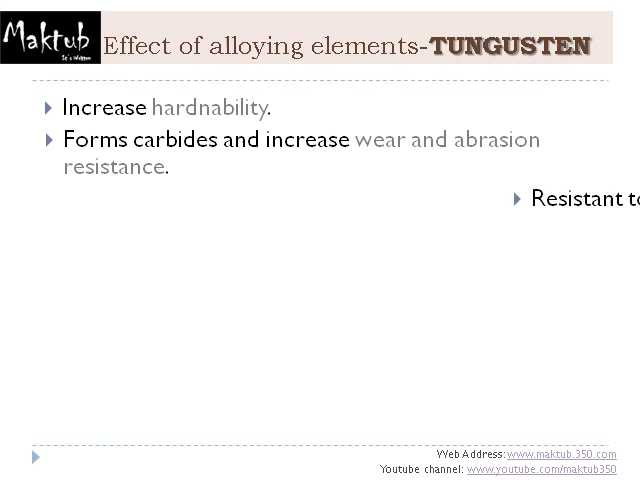 Maktub
It's Written
Effect of alloying elements-TUNGUSTEN
Increase hardnability.
Forms carbides and increase wear and abrasion
resistance.
Resistant to
Web Address: www.maktub.350.com
Youtube channel: www.youtube.com/maktub350